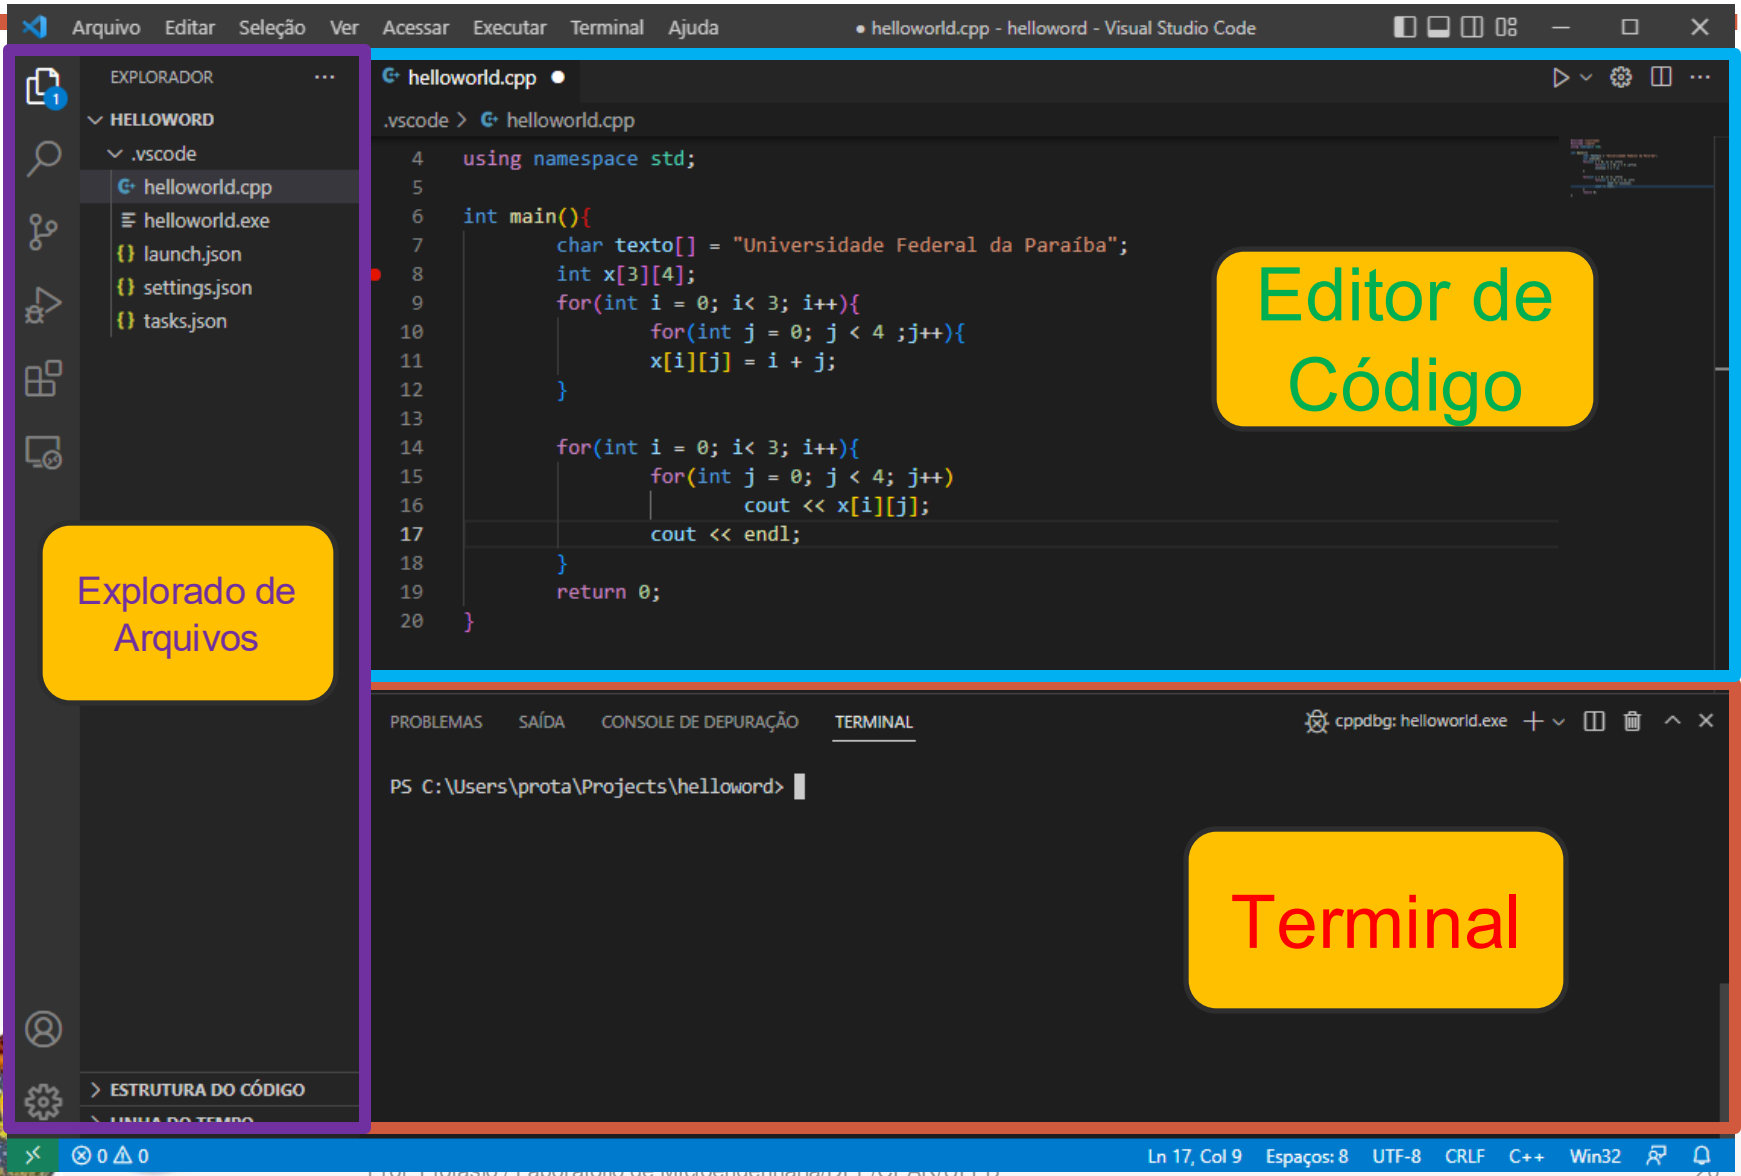 Arquivo Editar Seleção Ver Acessar Executar Terminal Ajuda ● helloworld.cpp - helloword - Visual Studio Code
EXPLORADOR ···
1
HELLOWORD
.vscode
helloworld.cpp
helloworld.exe
{} launch.json
{} settings.json
{} tasks.json
Explorado de
Arquivos
ESTRUTURA DO CÓDIGO
LINHA DO TEMPO
helloworld.cpp ●
.vscode > helloworld.cpp
4 using namespace std;
5
6 int main(){
7 char texto[] = "Universidade Federal da Paraíba";
8 int x[3][4];
9 for(int i = 0; i< 3; i++){
10 for(int j = 0; j < 4 ;j++){
11 x[i][j] = i + j;
12 }
13
14 for(int i = 0; i< 3; i++){
15 for(int j = 0; j < 4; j++)
16 cout << x[i][j];
17 cout << endl;
18 }
19 return 0;
20 }
Editor de
Código
PROBLEMAS SAÍDA CONSOLE DE DEPURAÇÃO TERMINAL cppdbg: helloworld.exe
PS C:\Users\prota\Projects\helloword>
Terminal
0 0 Ln 17, Col 9 Espaços: 8 UTF-8 CRLF C++ Win32